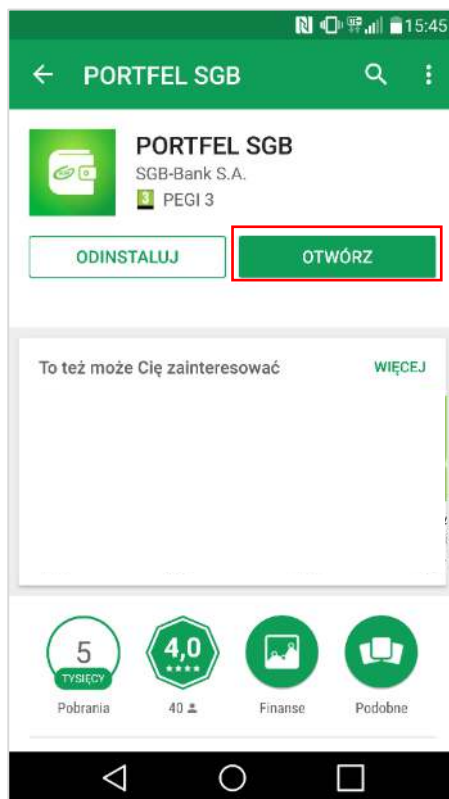 15:45
PORTFEL SGB
PORTFEL SGB
SGB-Bank S.A.
3 PEGI 3
ODINSTALUJ
OTWÓRZ
To też może Cię zainteresować
WIĘCEJ
5
TYSIĘCY
4,0
Pobrania
40
Finanse
Podobne